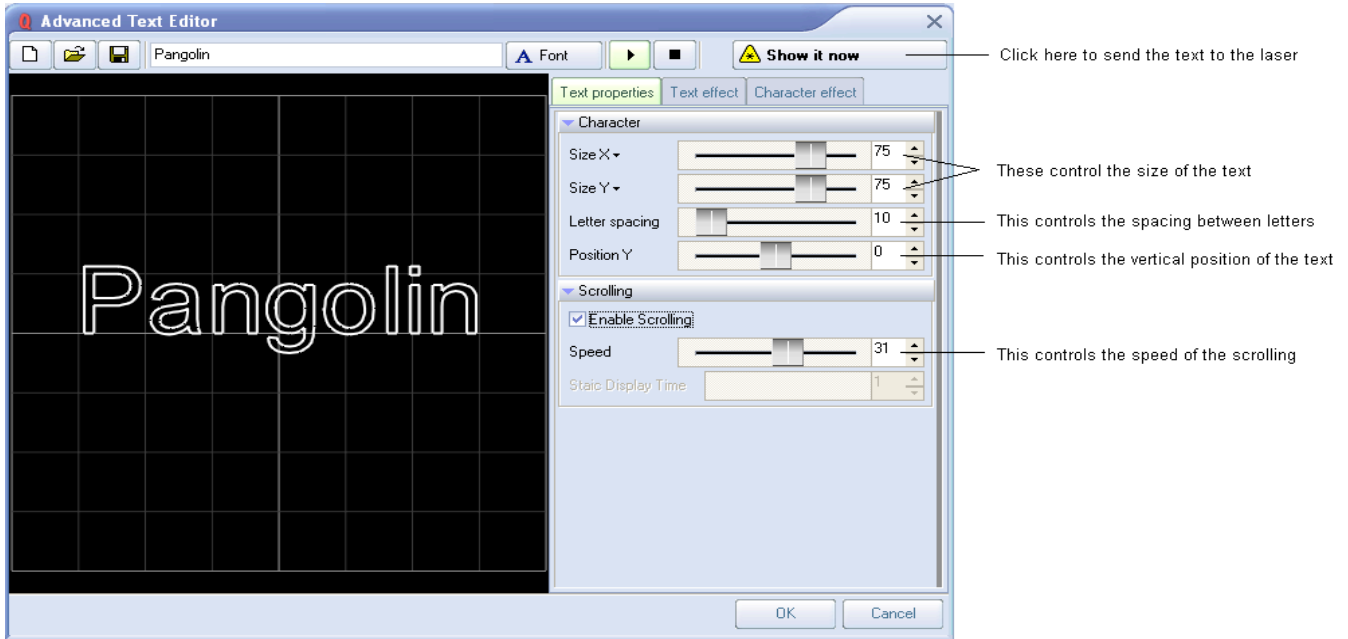 Advanced Text Editor
Pangolin
A Font
Show it now
Click here to send the text to the laser
Text properties
Text effect
Character effect
Character
Size X
75
These control the size of the text
Size Y
75
Letter spacing
10
This controls the spacing between letters
Position Y
0
This controls the vertical position of the text
Pangolin
Scrolling
Enable Scrolling
Speed
31
This controls the speed of the scrolling
Staic Display Time
1
OK
Cancel